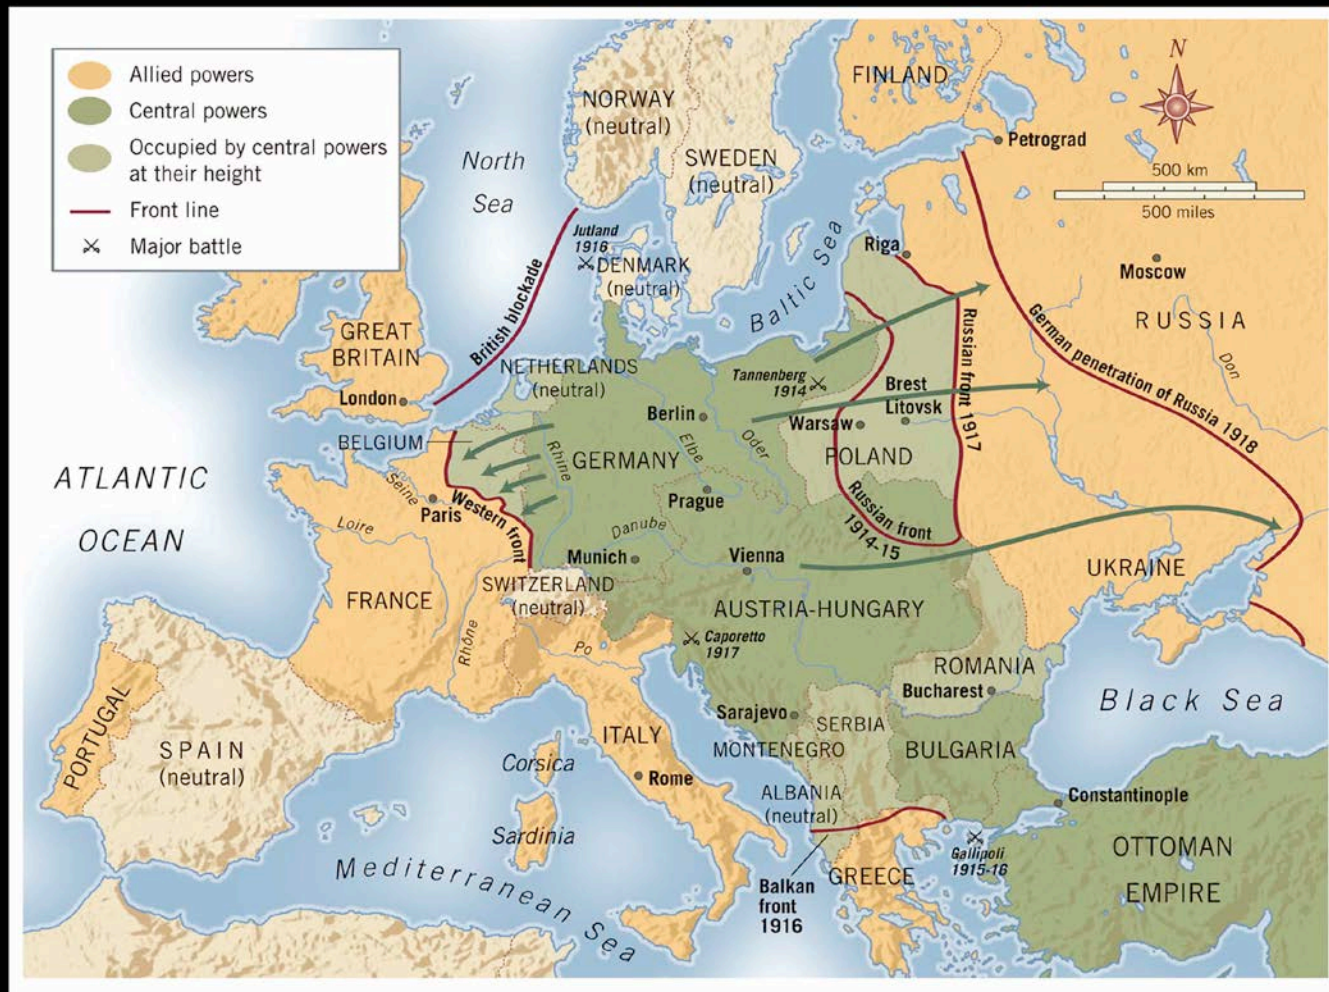 Allied powers
Central powers
Occupied by central powers
at their height
Front line
Major battle
N
500 km
500 miles
FINLAND
NORWAY
(neutral)
SWEDEN
(neutral)
Petrograd
North
Sea
Jutland
1916
DENMARK
(neutral)
Baltic Sea
Riga
Moscow
RUSSIA
Don
German penetration of Russia 1918
Russian front 1917
British blockade
GREAT
BRITAIN
London
NETHERLANDS
(neutral)
Tannenberg
1914
Brest
Litovsk
Berlin
Warsaw
POLAND
BELGIUM
Rhine
GERMANY
Elbe
Oder
ATLANTIC
OCEAN
Seine
Paris
Western front
Prague
Russian front
1914-15
Loire
Danube
Munich
Vienna
UKRAINE
SWITZERLAND
(neutral)
FRANCE
AUSTRIA-HUNGARY
Rhône
Po
Caporetto
1917
ROMANIA
Bucharest
Black Sea
PORTUGAL
SPAIN
(neutral)
Corsica
ITALY
Rome
Sarajevo
SERBIA
MONTENEGRO
BULGARIA
ALBANIA
(neutral)
Constantinople
Sardinia
Gallipoli
1915-16
OTTOMAN
EMPIRE
Mediterranean Sea
GREECE
Balkan
front
1916